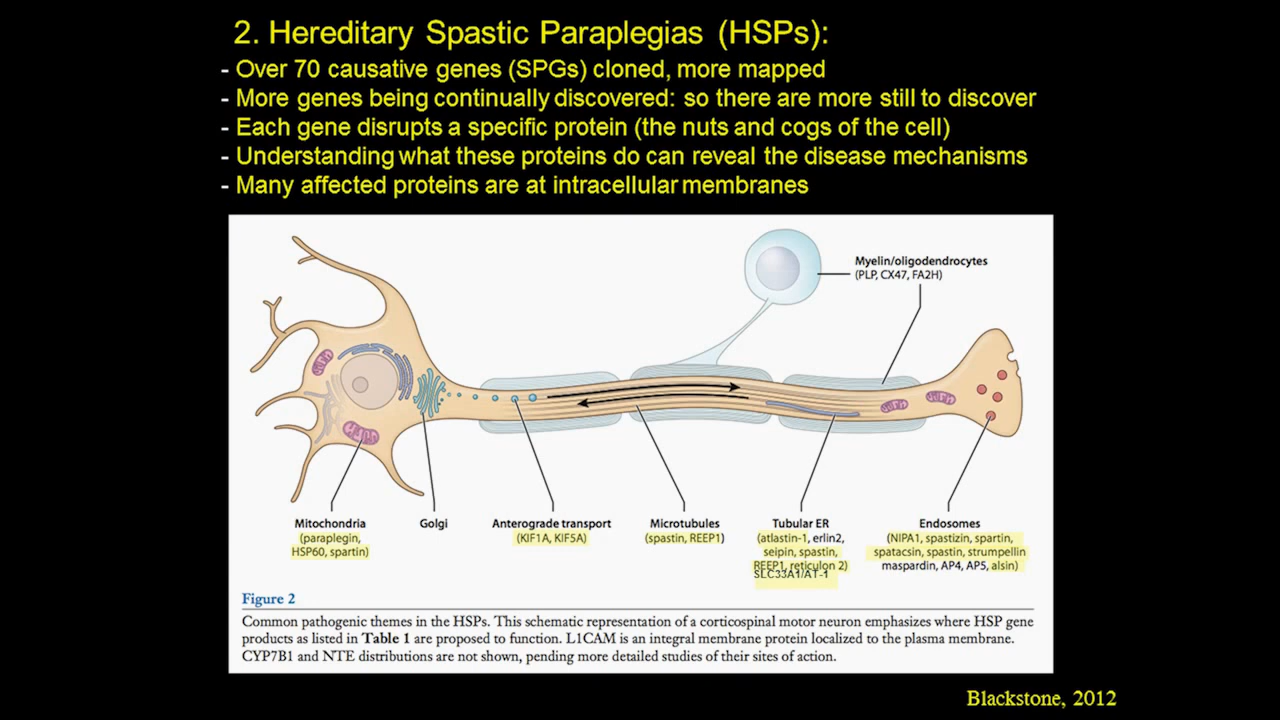 2. Hereditary Spastic Paraplegias (HSPs):
- Over 70 causative genes (SPGs) cloned, more mapped
- More genes being continually discovered: so there are more still to discover
- Each gene disrupts a specific protein (the nuts and cogs of the cell)
- Understanding what these proteins do can reveal the disease mechanisms
- Many affected proteins are at intracellular membranes
Myelin/oligodendrocytes
(PLP, CX47, FA2H)
Mitochondria
(paraplegin,
HSP60, spartin)
Golgi
Anterograde transport
(KIF1A, KIF5A)
Microtubules
(spastin, REEP1)
Tubular ER
(atlastin-1, erlin2,
seipin, spastin,
REEP1, reticulon 2)
SLC33A1/AT-1
Endosomes
(NIPA1, spastizin, spartin,
spatacsin, spastin, strumpellin
maspardin, AP4, AP5, alsin)
Figure 2
Common pathogenic themes in the HSPs. This schematic representation of a corticospinal motor neuron emphasizes where HSP gene
products as listed in Table 1 are proposed to function. L1CAM is an integral membrane protein localized to the plasma membrane.
CYP7B1 and NTE distributions are not shown, pending more detailed studies of their sites of action.
Blackstone, 2012